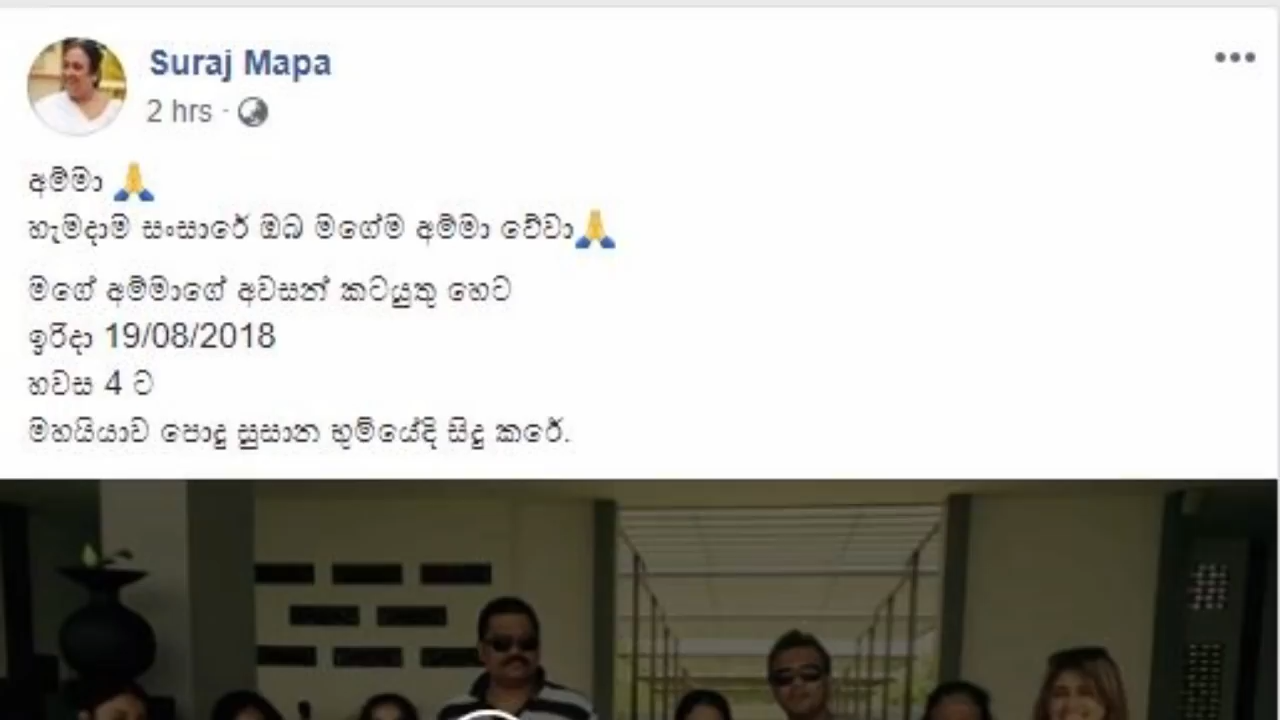 Suraj Mapa
2 hrs ·
අම්මා 🙏
හැමදාම සංසාරේ ඔබ මගේම අම්මා වේවා🙏
මගේ අම්මාගේ අවසන් කටයුතු හෙට
ඉරිදා 19/08/2018
හවස 4 ට
මහයියාව පොදු සුසාන භුමියේදි සිදු කරේ.